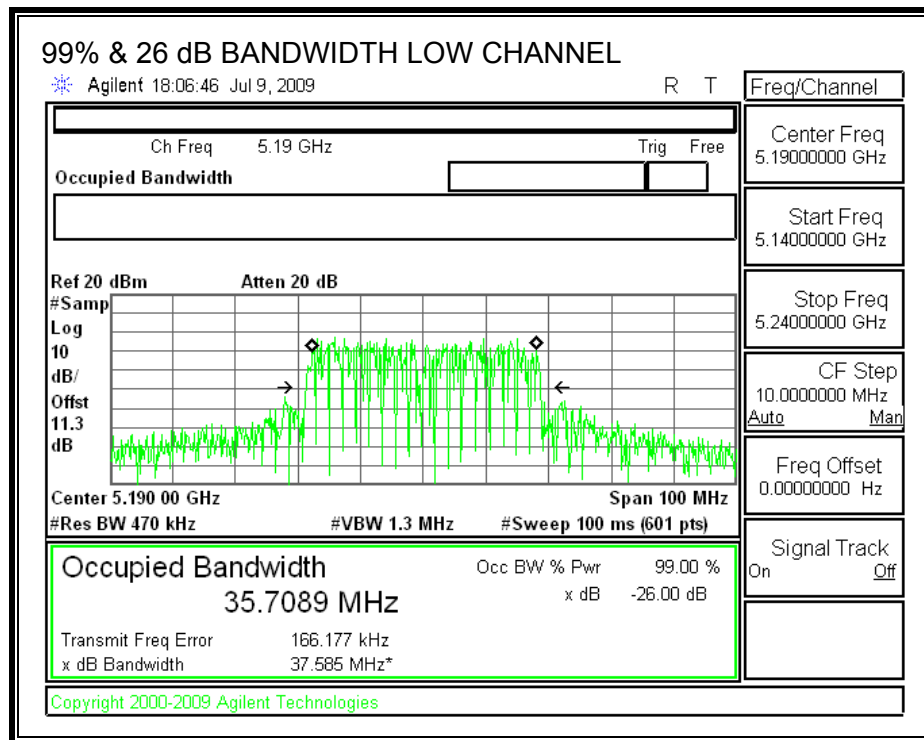 99% & 26 dB BANDWIDTH LOW CHANNEL
Agilent 18:06:46 Jul 9, 2009 R T
Freq/Channel
Ch Freq 5.19 GHz Trig Free
Occupied Bandwidth
Center Freq
5.19000000 GHz
Start Freq
5.14000000 GHz
Stop Freq
5.24000000 GHz
CF Step
10.0000000 MHz
Auto Man
Freq Offset
0.00000000 Hz
Signal Track
On Off
Ref 20 dBm Atten 20 dB
#Samp
Log
10
dB/
Offst
11.3
dB
Center 5.190 00 GHz Span 100 MHz
#Res BW 470 kHz #VBW 1.3 MHz #Sweep 100 ms (601 pts)
Occupied Bandwidth Occ BW % Pwr 99.00 %
35.7089 MHz x dB -26.00 dB
Transmit Freq Error 166.177 kHz
x dB Bandwidth 37.585 MHz*
Copyright 2000-2009 Agilent Technologies